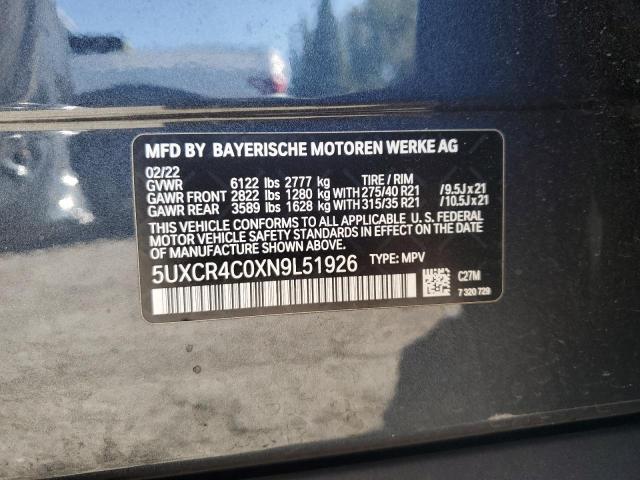 MFD BY BAYERISCHE MOTOREN WERKE AG
02/22
GVWR 6122 lbs 2777 kg TIRE / RIM
GAWR FRONT 2822 lbs 1280 kg WITH 275/40 R21 /9.5J x 21
GAWR REAR 3589 lbs 1628 kg WITH 315/35 R21 /10.5J x 21
THIS VEHICLE CONFORMS TO ALL APPLICABLE U. S. FEDERAL
MOTOR VEHICLE SAFETY STANDARDS IN EFFECT ON THE DATE
OF MANUFACTURE SHOWN ABOVE.
5UXCR4C0XN9L51926 TYPE: MPV
C27M
7 320 729